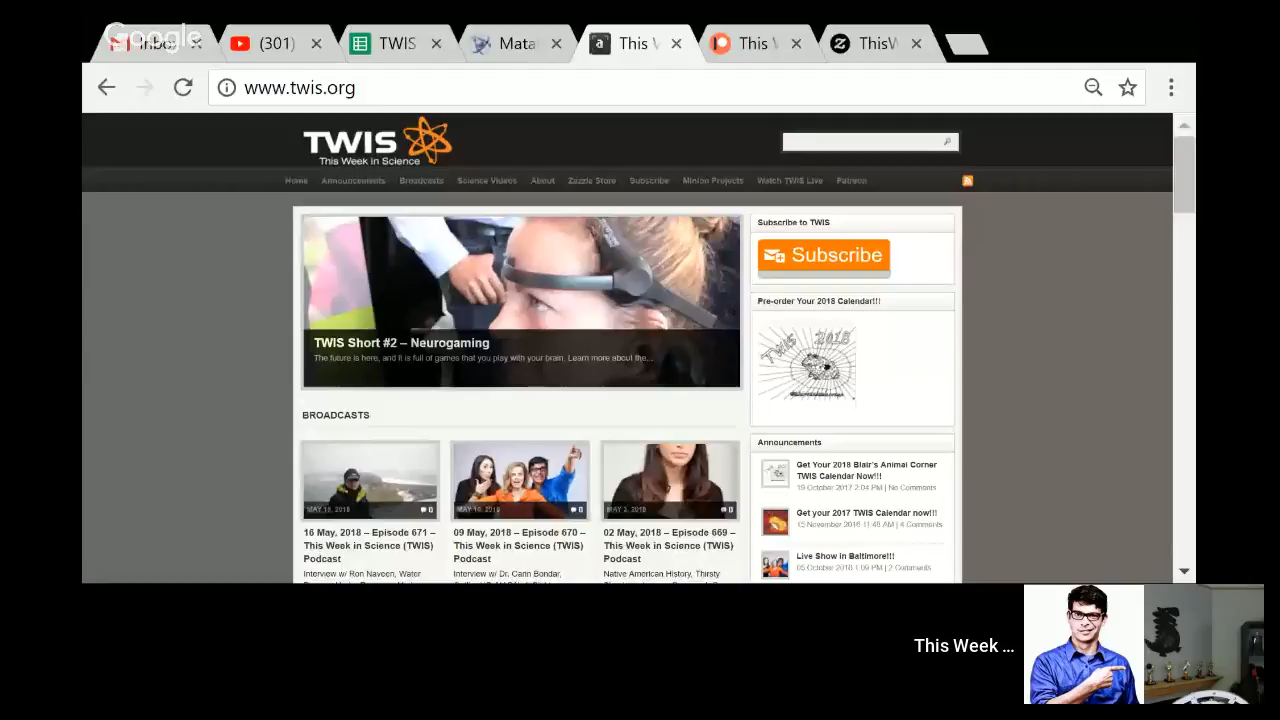 Google
Inbo
(301)
TWIS
Mata
This W
This W
ThisW
www.twis.org
TWIS
This Week in Science
Home Announcements Broadcasts Science Videos About Zazzle Store Subscribe Minion Projects Watch TWIS Live Patreon
TWIS Short #2 – Neurogaming
The future is here, and it is full of games that you play with your brain. Learn more about the...
BROADCASTS
MAY 16, 2018 0
MAY 10, 2018 0
MAY 3, 2018 0
16 May, 2018 – Episode 671 –
This Week in Science (TWIS)
Podcast
Interview w/ Ron Naveen, Water
09 May, 2018 – Episode 670 –
This Week in Science (TWIS)
Podcast
Interview w/ Dr. Carin Bondar,
02 May, 2018 – Episode 669 –
This Week in Science (TWIS)
Podcast
Native American History, Thirsty
Subscribe to TWIS
Subscribe
Pre-order Your 2018 Calendar!!!
TWIS 2018
Announcements
Get Your 2018 Blair's Animal Corner
TWIS Calendar Now!!!
19 October 2017 2:04 PM | No Comments
Get your 2017 TWIS Calendar now!!!
15 November 2016 11:48 AM | 4 Comments
Live Show in Baltimore!!!
05 October 2016 1:09 PM | 2 Comments
This Week ...